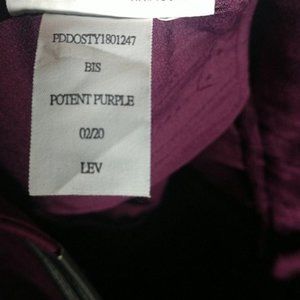 PDDOSTY1801247
BIS
POTENT PURPLE
02/20
LEV